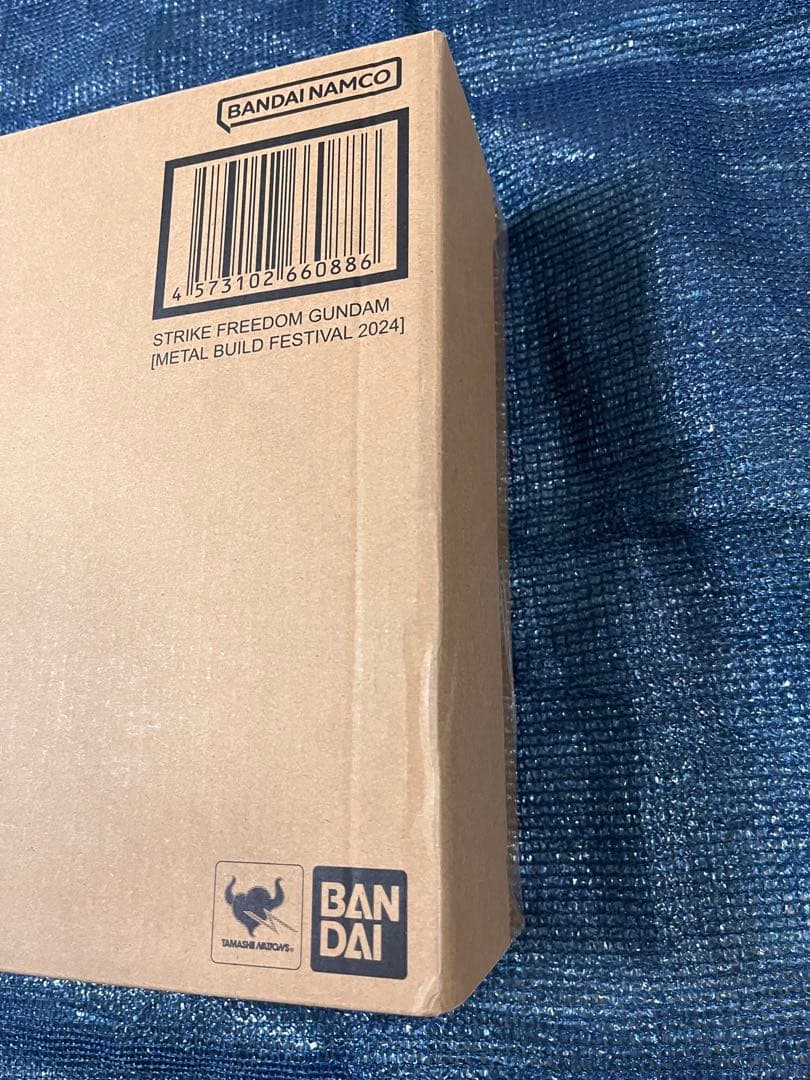 BANDAI NAMCO
4 573102 660886
STRIKE FREEDOM GUNDAM
[METAL BUILD FESTIVAL 2024]
TAMASHII NATIONS
BAN
DAI